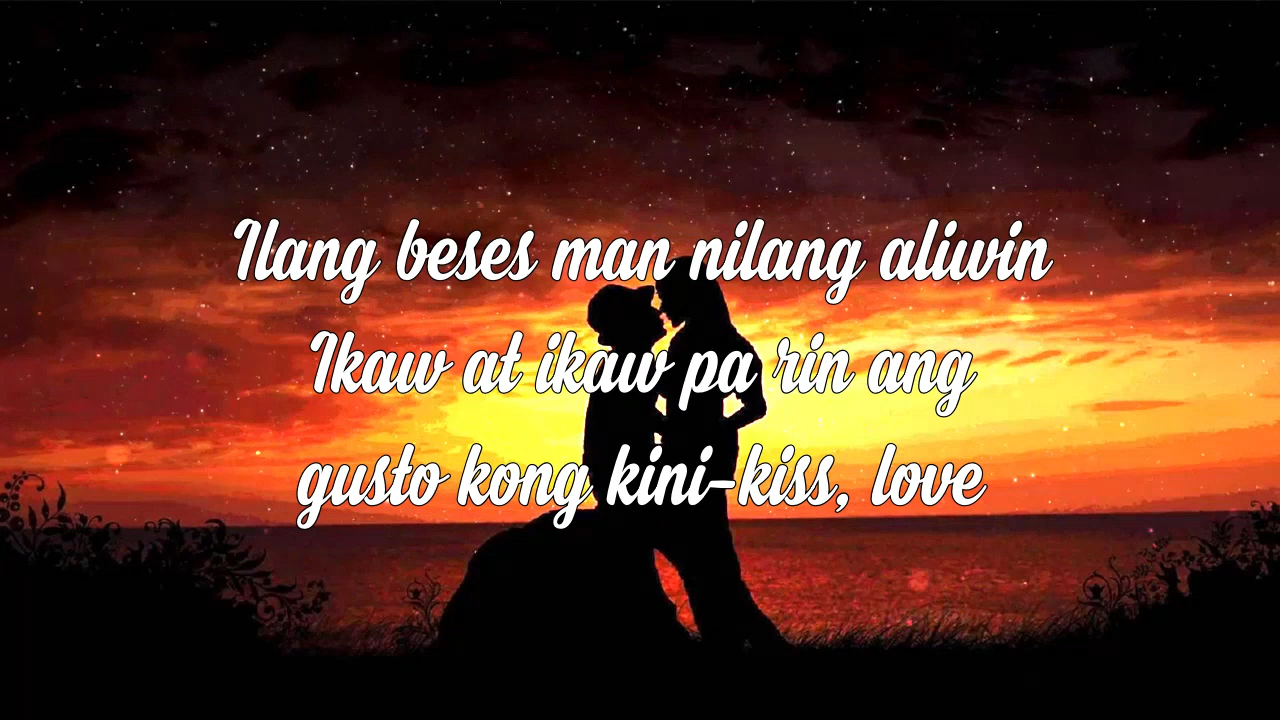 Ilang beses man nilang aliwin
Ikaw at ikaw pa rin ang
gusto kong kini-kiss, love